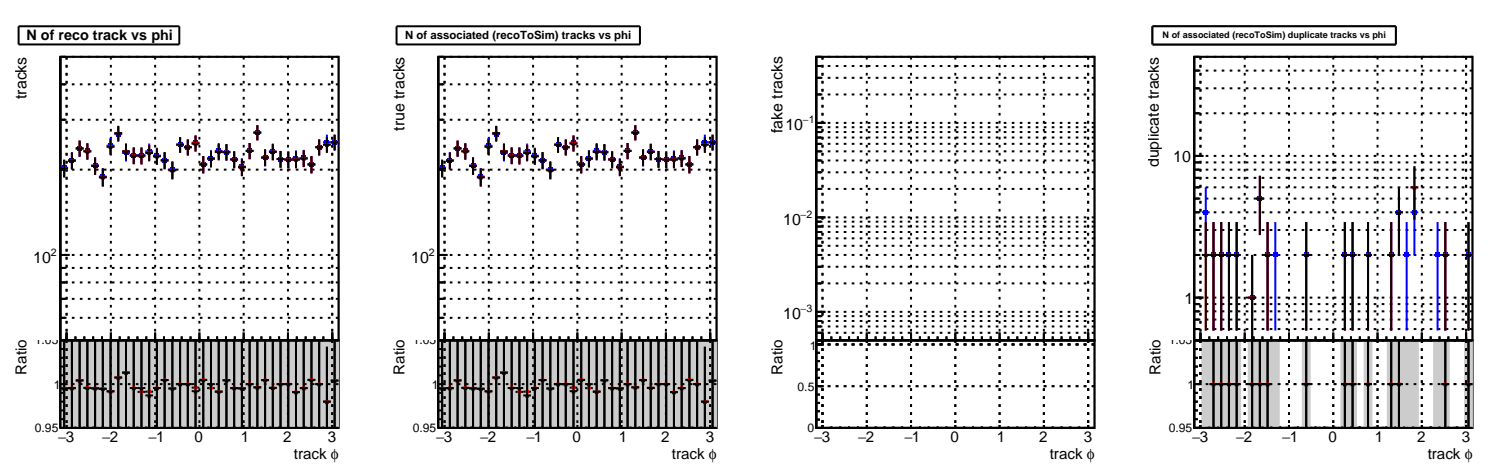 N of reco track vs phi
tracks
10²
Ratio
1.05
1
0.95
−3 −2 −1 0 1 2 3
track ϕ
N of associated (recoToSim) tracks vs phi
true tracks
10²
Ratio
1.05
1
0.95
−3 −2 −1 0 1 2 3
track ϕ
fake tracks
10⁻¹
10⁻²
10⁻³
Ratio
1
0.5
0
−3 −2 −1 0 1 2 3
track ϕ
N of associated (recoToSim) duplicate tracks vs phi
duplicate tracks
10
1
Ratio
1.05
1
0.95
−3 −2 −1 0 1 2 3
track ϕ